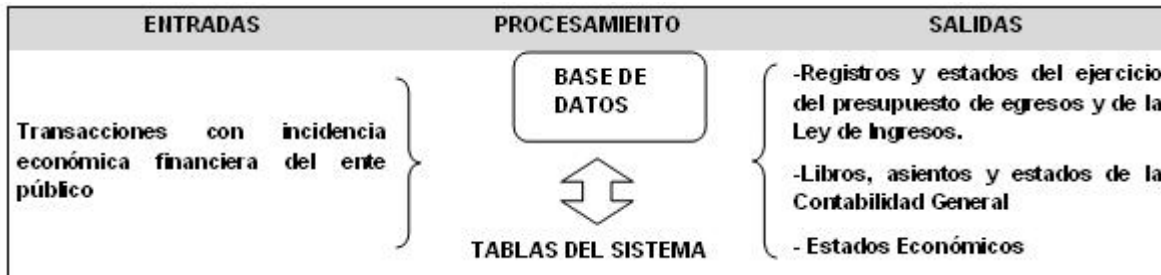 ENTRADAS
PROCESAMIENTO
SALIDAS
Transacciones con incidencia
económica financiera del ente
público
BASE DE
DATOS
TABLAS DEL SISTEMA
-Registros y estados del ejercicio
del presupuesto de egresos y de la
Ley de Ingresos.
-Libros, asientos y estados de la
Contabilidad General
- Estados Económicos